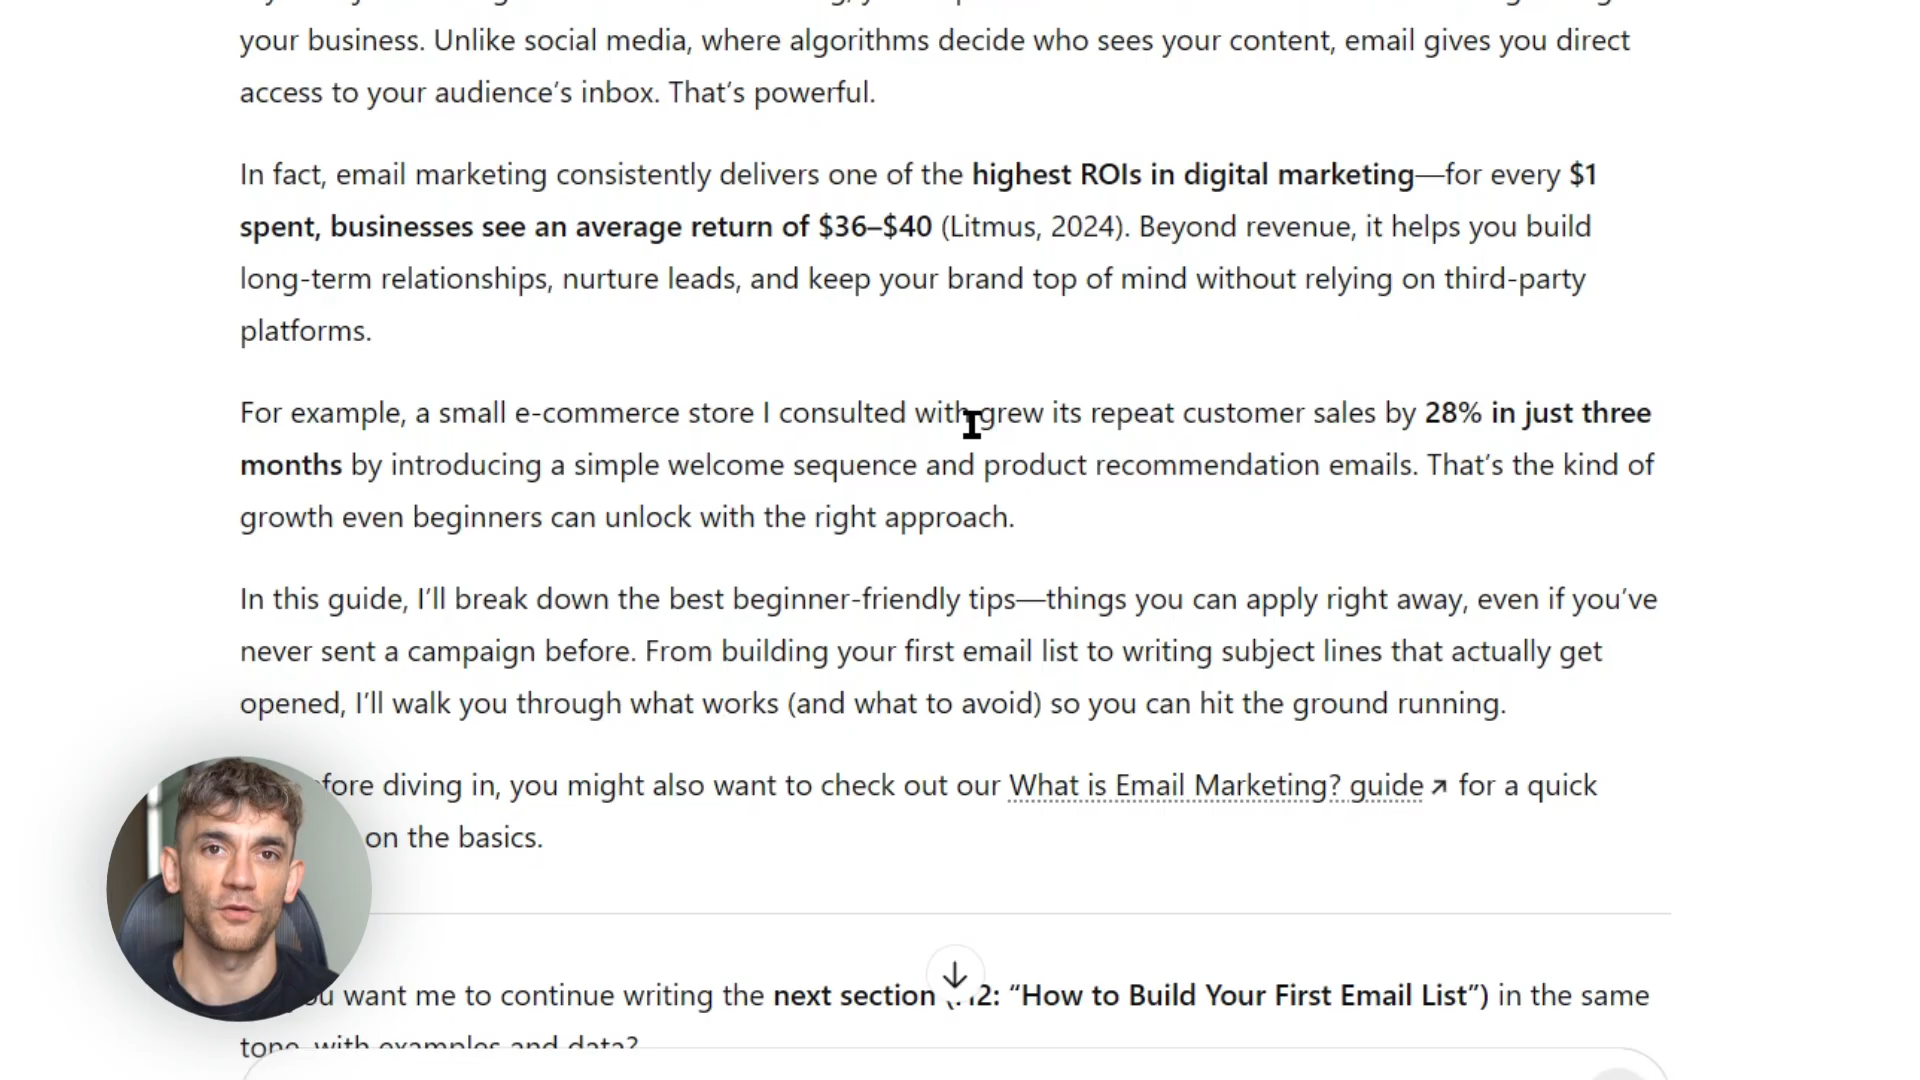 your business. Unlike social media, where algorithms decide who sees your content, email gives you direct
access to your audience’s inbox. That’s powerful.
In fact, email marketing consistently delivers one of the highest ROIs in digital marketing—for every $1
spent, businesses see an average return of $36–$40 (Litmus, 2024). Beyond revenue, it helps you build
long-term relationships, nurture leads, and keep your brand top of mind without relying on third-party
platforms.
For example, a small e-commerce store I consulted with grew its repeat customer sales by 28% in just three
months by introducing a simple welcome sequence and product recommendation emails. That’s the kind of
growth even beginners can unlock with the right approach.
In this guide, I’ll break down the best beginner-friendly tips—things you can apply right away, even if you’ve
never sent a campaign before. From building your first email list to writing subject lines that actually get
opened, I’ll walk you through what works (and what to avoid) so you can hit the ground running.
diving in, you might also want to check out our What is Email Marketing? guide ↗ for a quick
on the basics.
want me to continue writing the next section “How to Build Your First Email List”) in the same
tone, with examples and data?